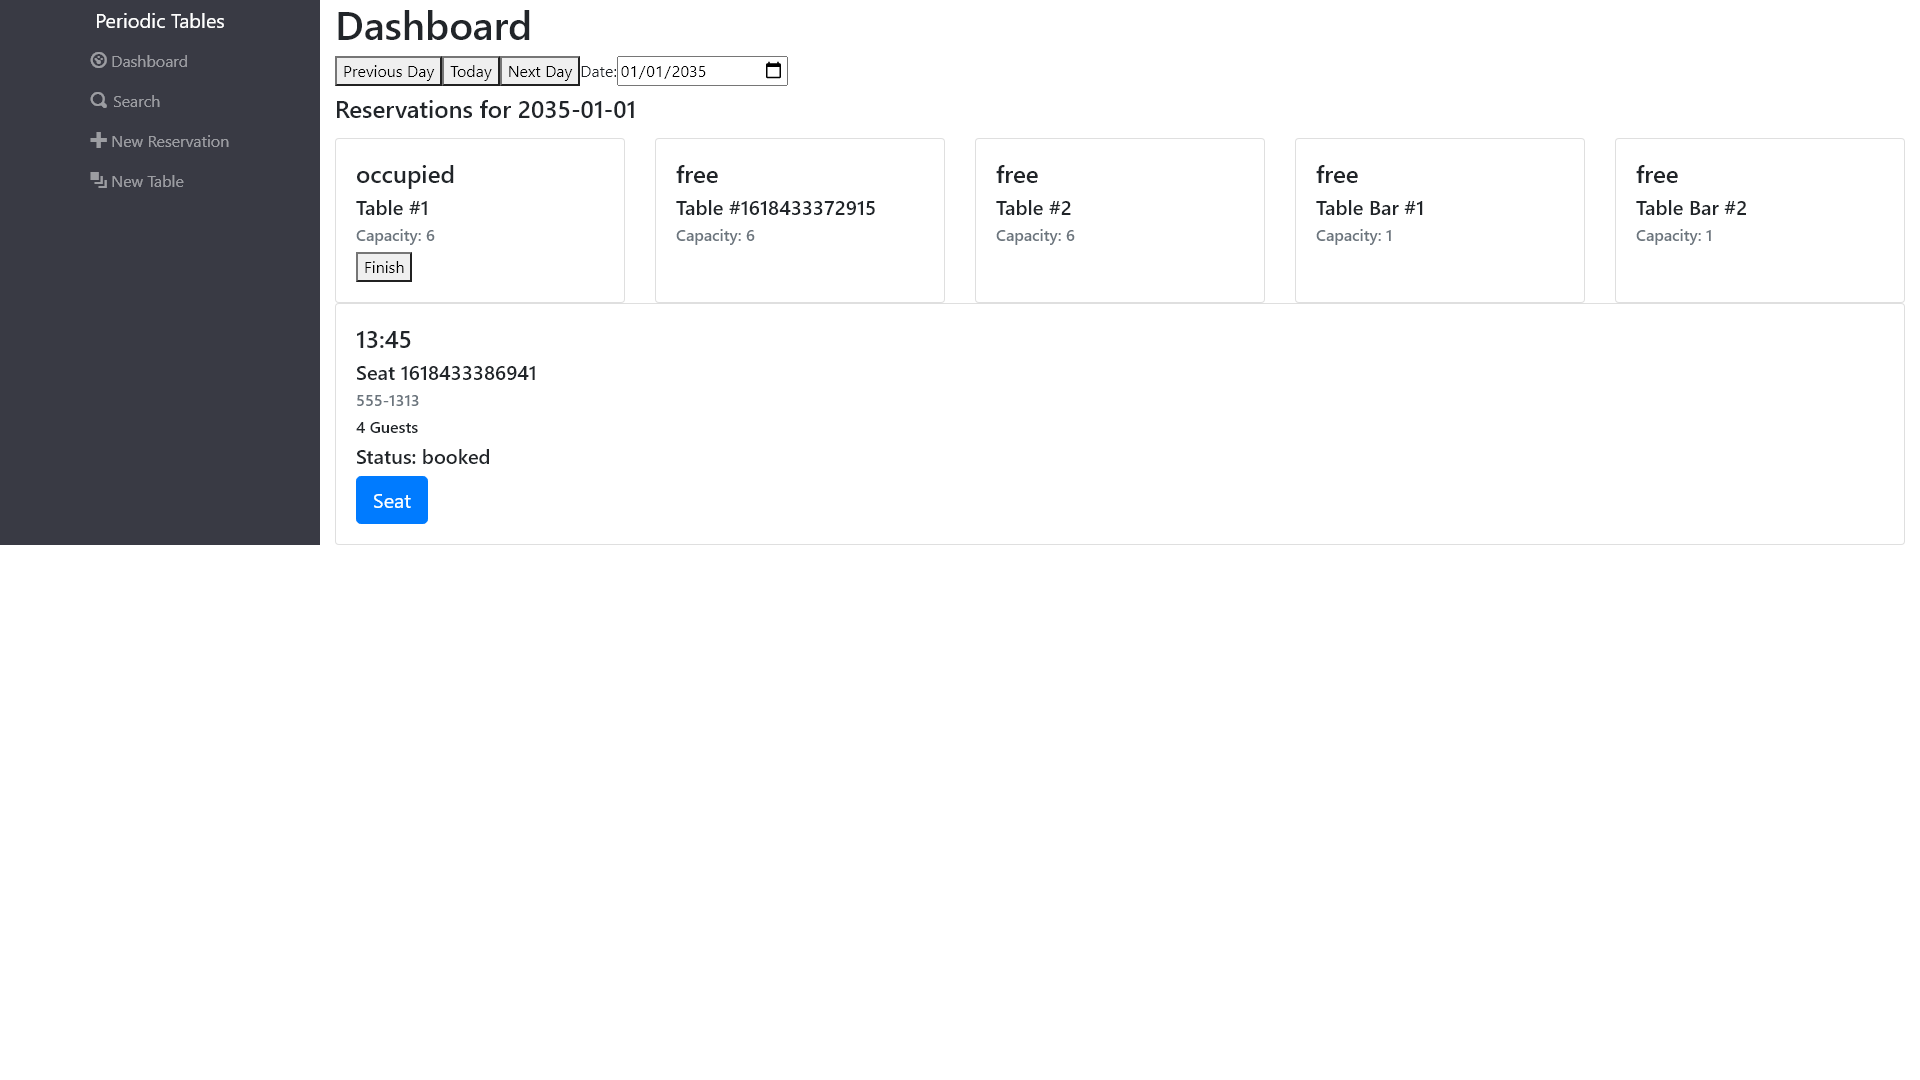 Periodic Tables
Dashboard
Search
New Reservation
New Table
Dashboard
Previous Day Today Next Day Date: 01/01/2035
Reservations for 2035-01-01
occupied
Table #1
Capacity: 6
Finish
free
Table #1618433372915
Capacity: 6
free
Table #2
Capacity: 6
free
Table Bar #1
Capacity: 1
free
Table Bar #2
Capacity: 1
13:45
Seat 1618433386941
555-1313
4 Guests
Status: booked
Seat